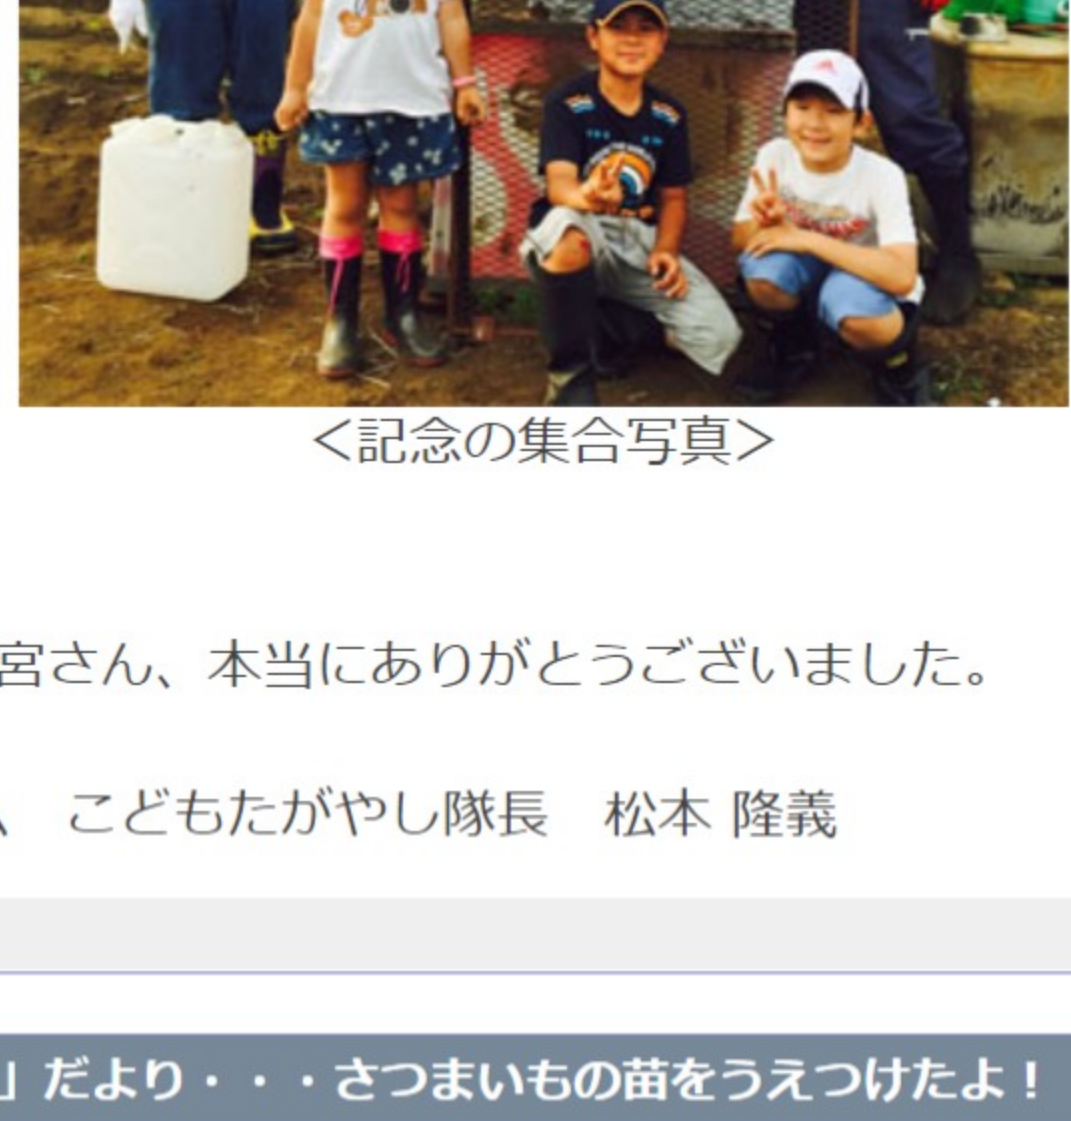 ＜記念の集合写真＞
宮さん、本当にありがとうございました。
、　こどもたがやし隊長　松本 隆義
」だより・・・さつまいもの苗をうえつけたよ！